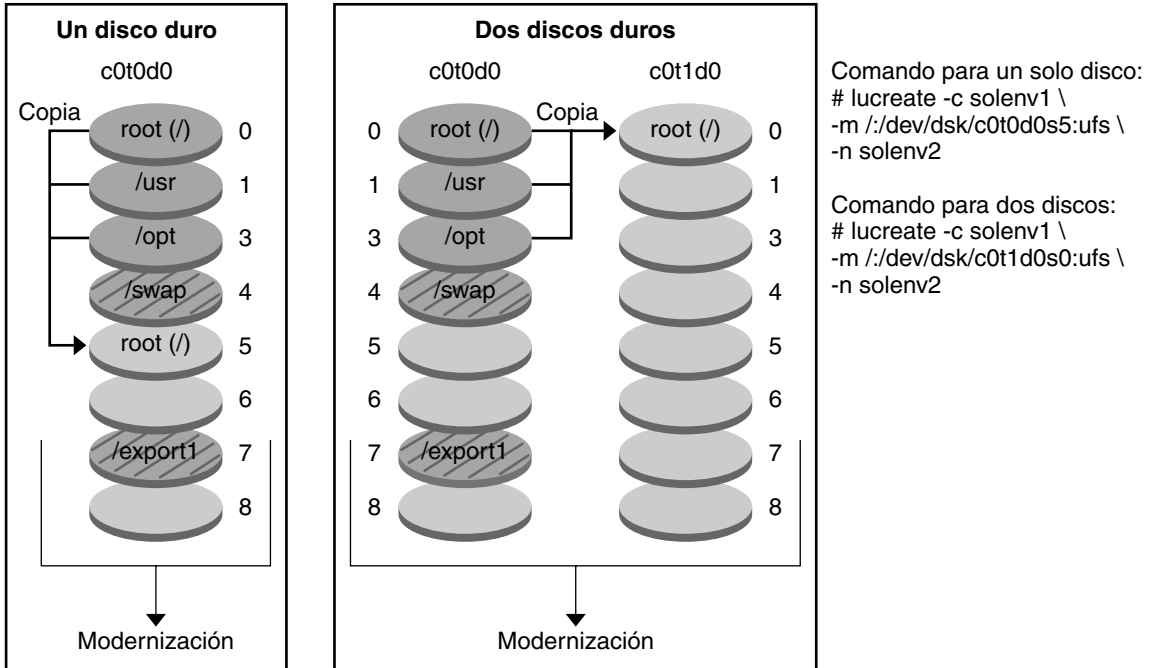 Un disco duro
c0t0d0
Copia
root (/) 0
/usr 1
/opt 3
/swap 4
root (/) 5
6
/export1 7
8
Modernización
Dos discos duros
c0t0d0 c0t1d0
Copia
0 root (/) root (/) 0
1 /usr 1
3 /opt 3
4 /swap 4
5 5
6 6
7 /export1 7
8 8
Modernización
Comando para un solo disco:
# lucreate -c solenv1 \
-m /:/dev/dsk/c0t0d0s5:ufs \
-n solenv2
Comando para dos discos:
# lucreate -c solenv1 \
-m /:/dev/dsk/c0t1d0s0:ufs \
-n solenv2